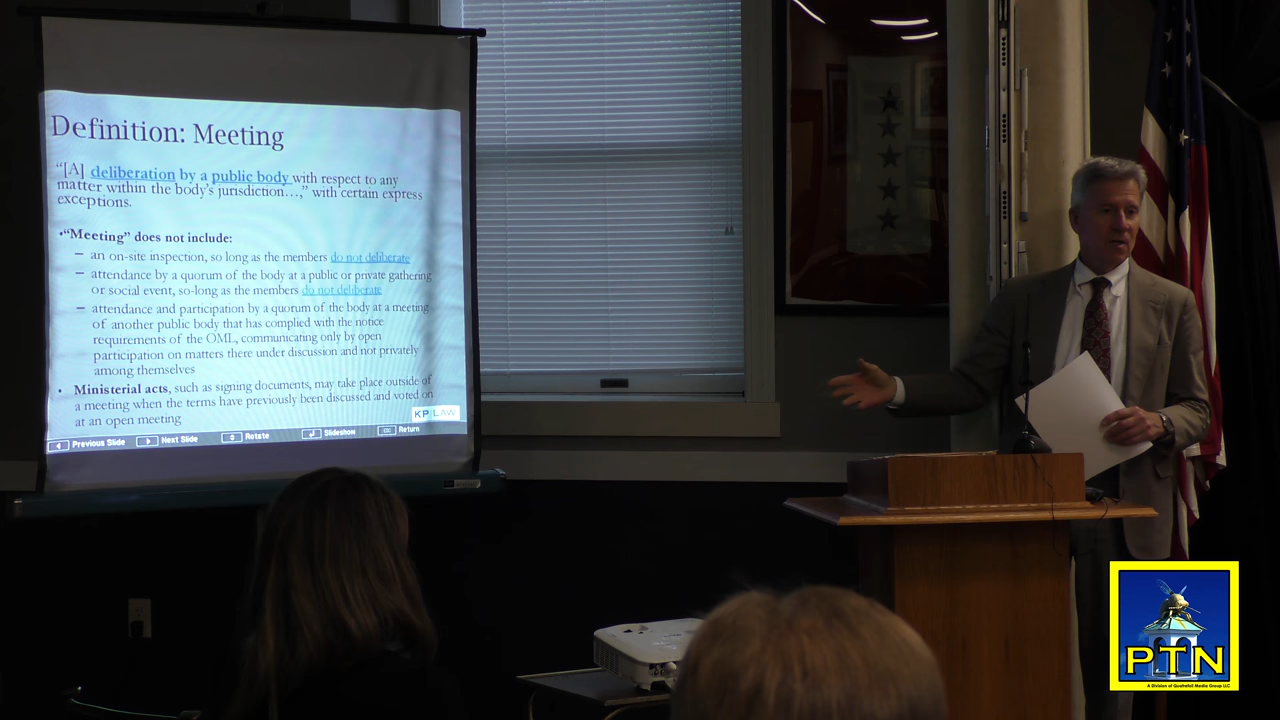 Definition: Meeting
“[A] deliberation by a public body with respect to any
matter within the body’s jurisdiction…,” with certain express
exceptions.
•“Meeting” does not include:
– an on-site inspection, so long as the members do not deliberate
– attendance by a quorum of the body at a public or private gathering
or social event, so-long as the members do not deliberate
– attendance and participation by a quorum of the body at a meeting
of another public body that has complied with the notice
requirements of the OML, communicating only by open
participation on matters there under discussion and not privately
among themselves
• Ministerial acts, such as signing documents, may take place outside of
a meeting when the terms have previously been discussed and voted on
at an open meeting
KP LAW
Previous Slide Next Slide Rotate Slideshow Return
PTN
A Division of Quatrefoil Media Group LLC